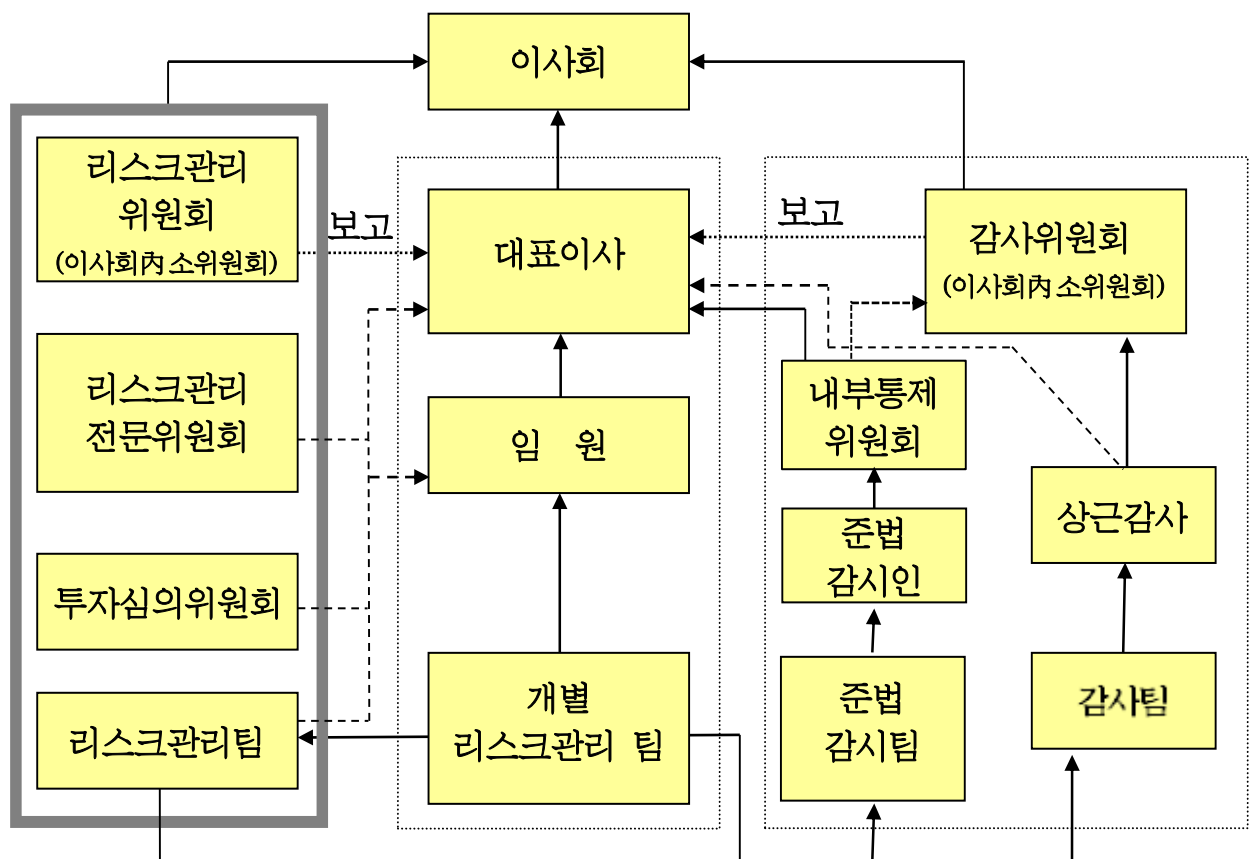 이사회
리스크관리
위원회
(이사회內 소위원회)
보고
대표이사
보고
감사위원회
(이사회內 소위원회)
리스크관리
전문위원회
임 원
내부통제
위원회
상근감사
준법
감시인
투자심의위원회
리스크관리팀
개별
리스크관리 팀
준법
감시팀
감사팀